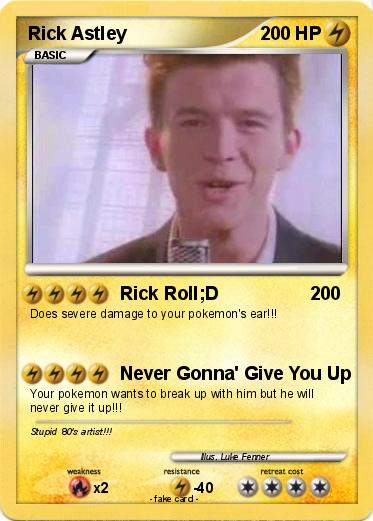 Rick Astley 200 HP
BASIC
Rick Roll;D 200
Does severe damage to your pokemon's ear!!!
Never Gonna' Give You Up
Your pokemon wants to break up with him but he will
never give it up!!!
Stupid 80's artist!!!
Illus. Luke Fenner
weakness resistance retreat cost
x2 -40
- fake card -